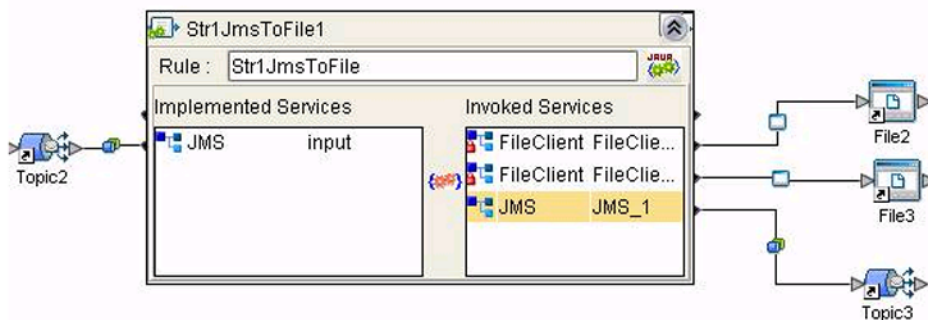 Str1JmsToFile1
Rule : Str1JmsToFile
JAVA
Implemented Services
Invoked Services
JMS input
FileClient FileClie...
FileClient FileClie...
JMS JMS_1
Topic2
File2
File3
Topic3